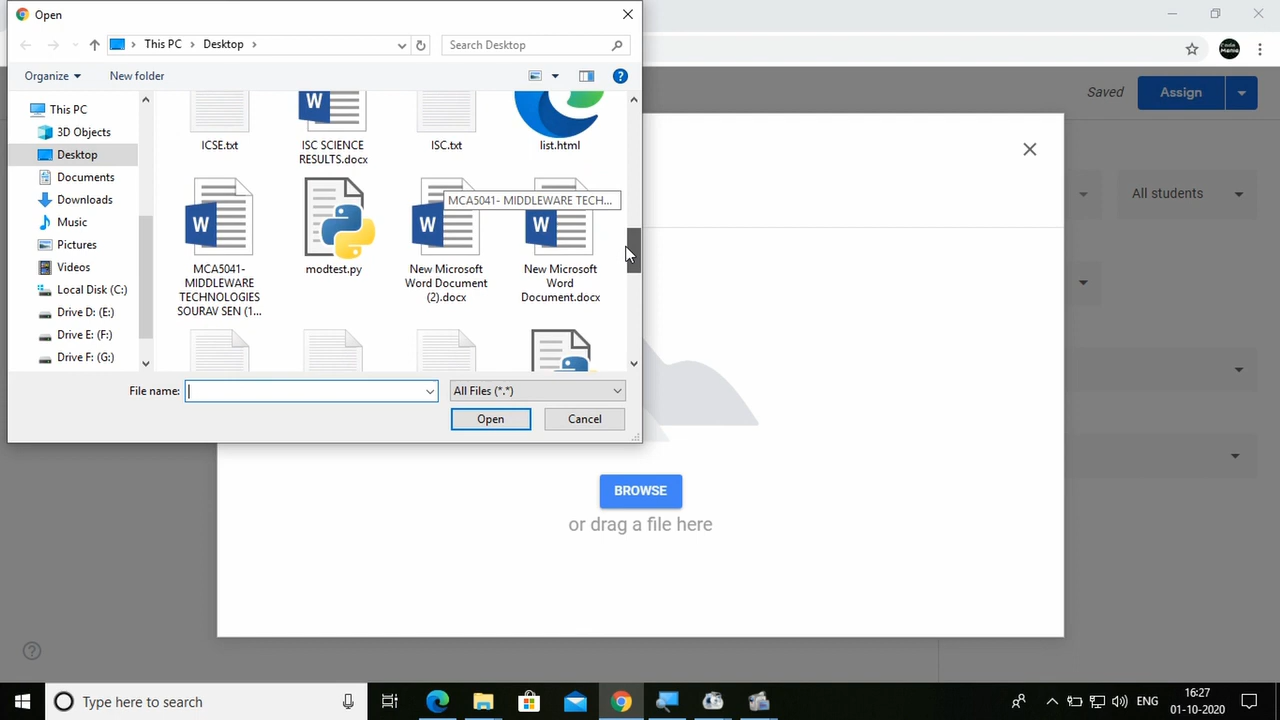 Open
This PC
Desktop
Search Desktop
Organize
New folder
This PC
3D Objects
Desktop
Documents
Downloads
Music
Pictures
Videos
Local Disk (C:)
Drive D: (E:)
Drive E: (F:)
Drive F: (G:)
ICSE.txt
ISC SCIENCE
RESULTS.docx
ISC.txt
list.html
MCA5041- MIDDLEWARE TECH...
MCA5041-
MIDDLEWARE
TECHNOLOGIES
SOURAV SEN (1...
modtest.py
New Microsoft
Word Document
(2).docx
New Microsoft
Word
Document.docx
File name:
All Files (*.*)
Open
Cancel
Saved
Assign
All students
BROWSE
or drag a file here
Type here to search
ENG
16:27
01-10-2020